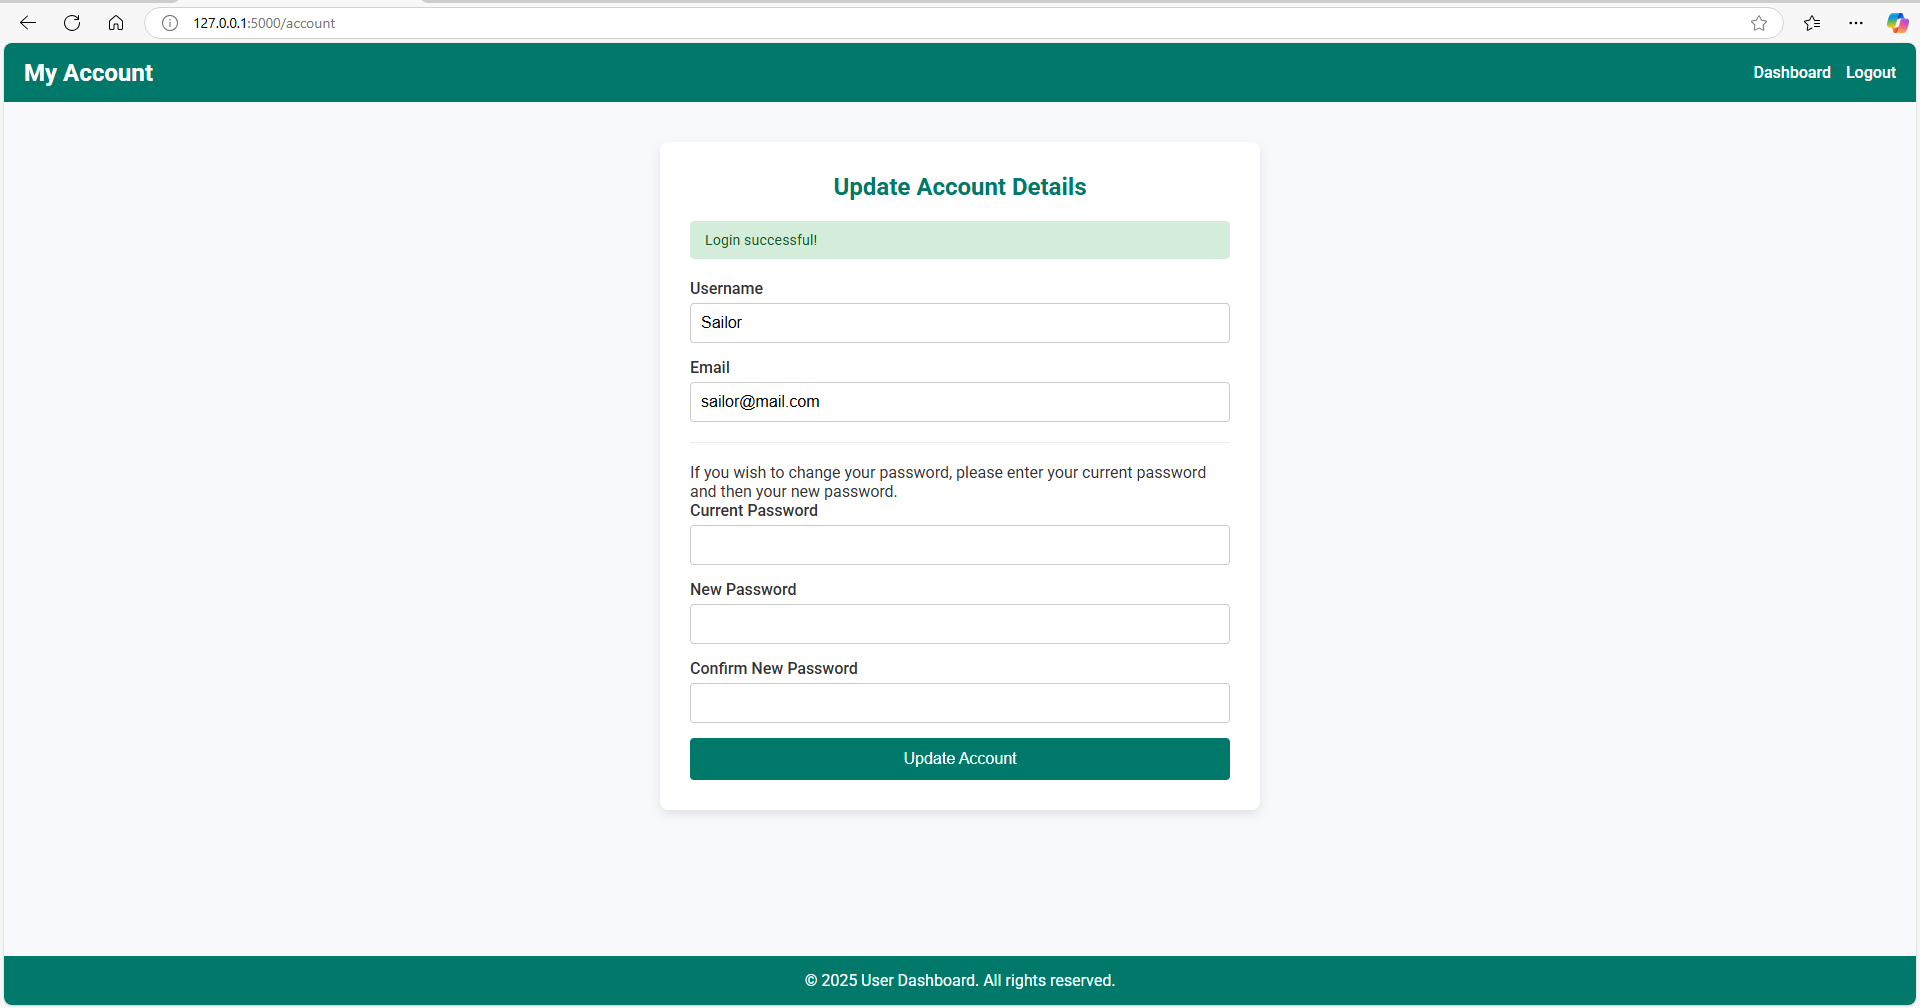 127.0.0.1:5000/account
My Account
Dashboard Logout
Update Account Details
Login successful!
Username
Sailor
Email
sailor@mail.com
If you wish to change your password, please enter your current password
and then your new password.
Current Password
New Password
Confirm New Password
Update Account
© 2025 User Dashboard. All rights reserved.